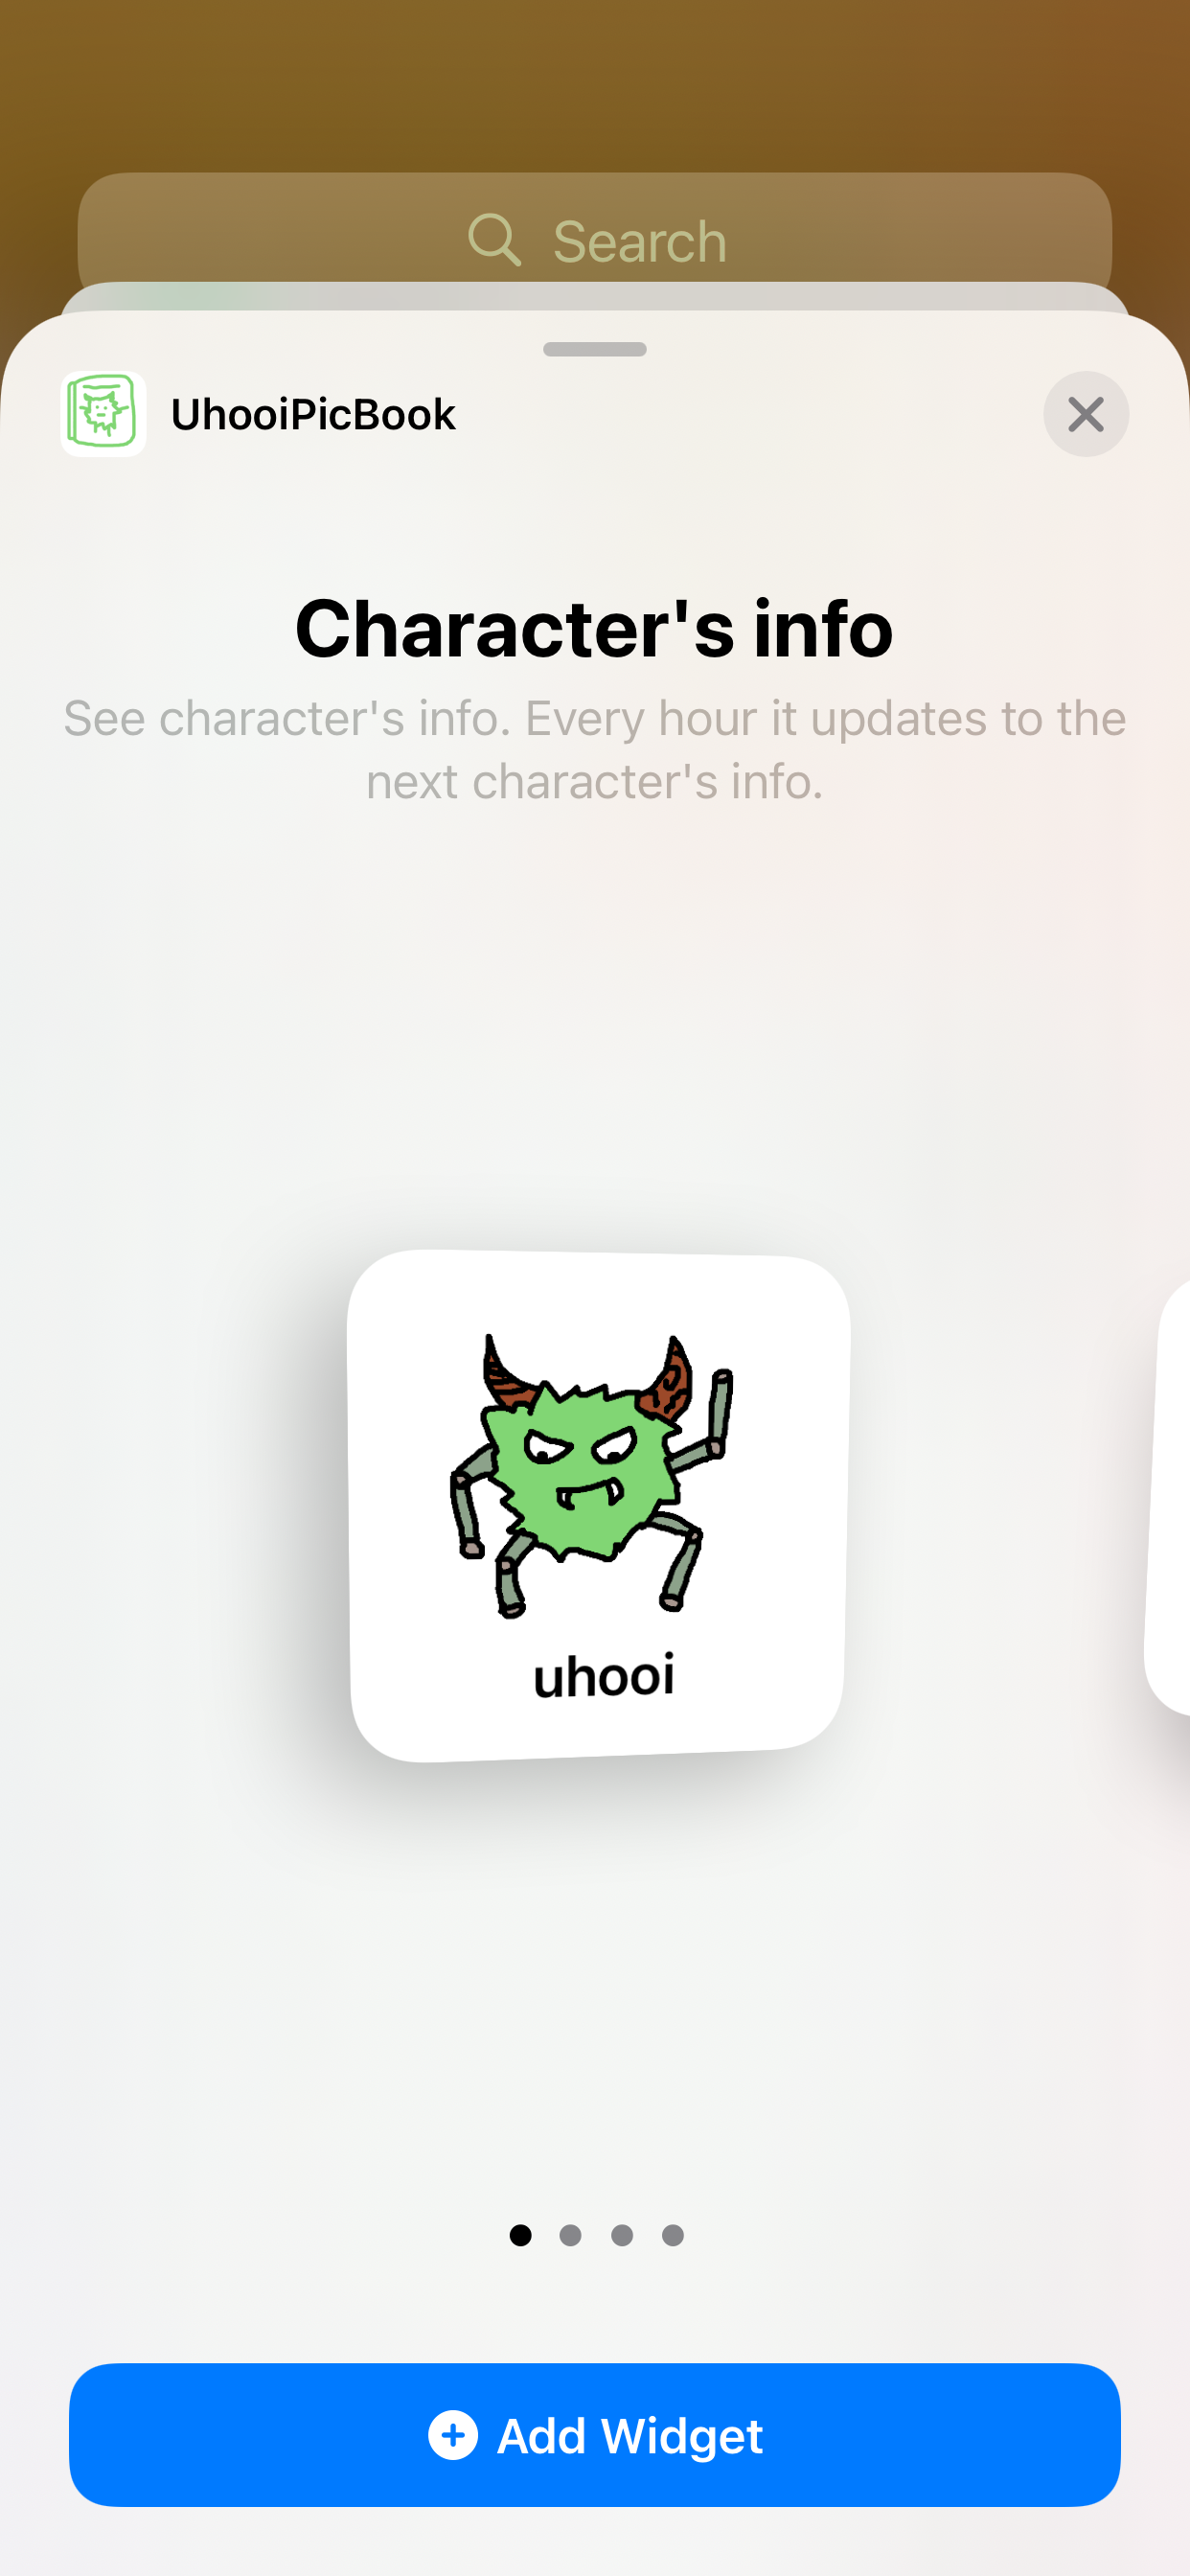 Search
UhooiPicBook
Character's info
See character's info. Every hour it updates to the
next character's info.
uhooi
Add Widget